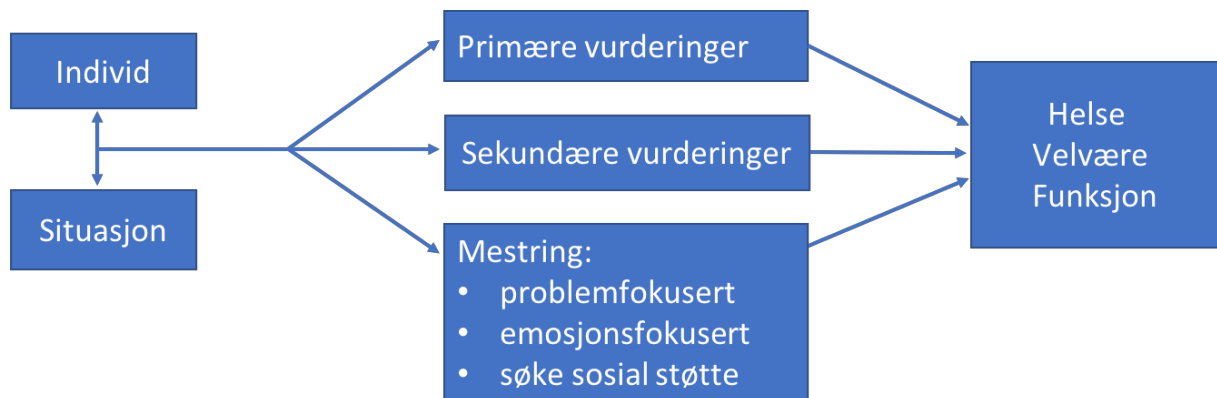 Individ
Situasjon
Primære vurderinger
Sekundære vurderinger
Mestring:
• problemfokusert
• emosjonsfokusert
• søke sosial støtte
Helse
Velvære
Funksjon